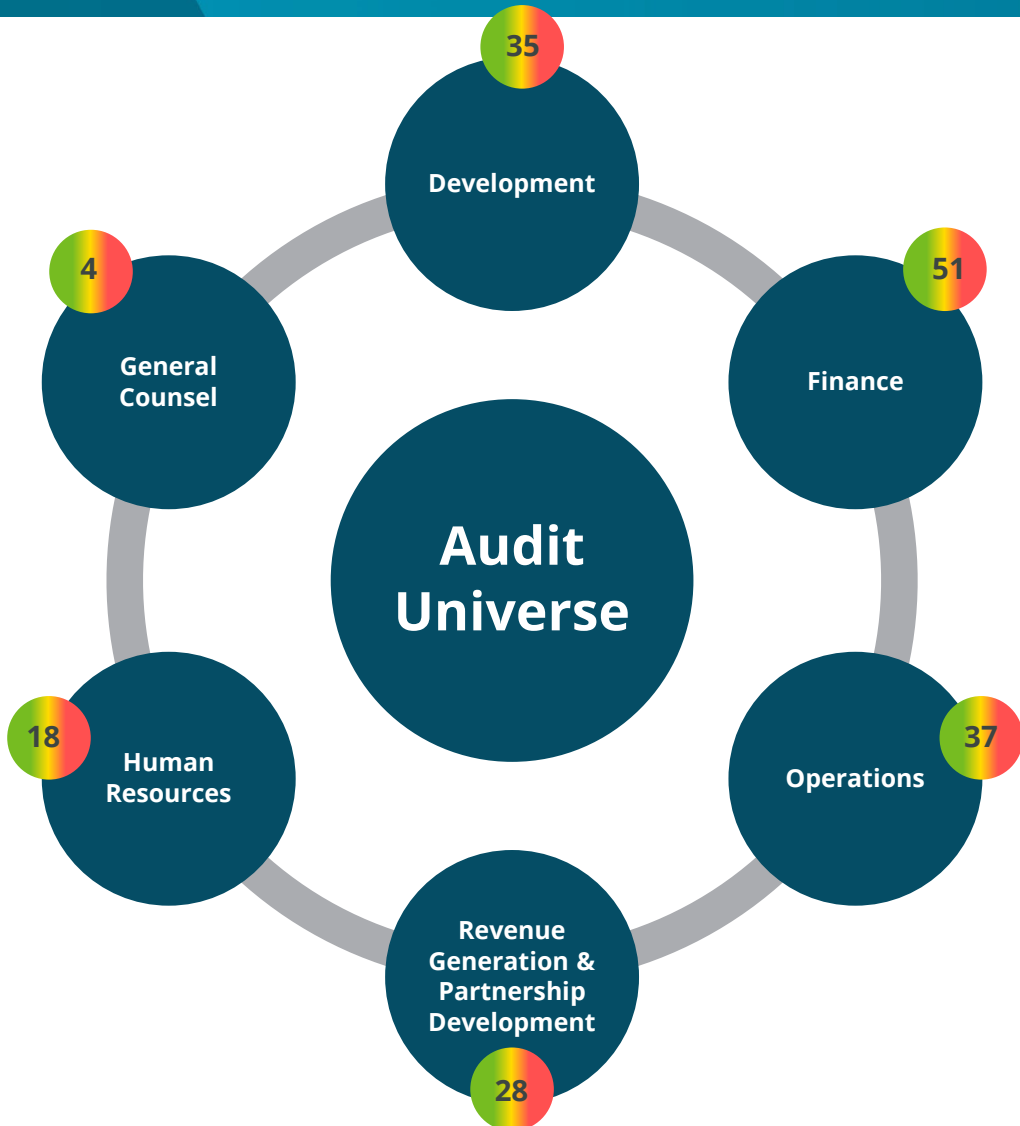 35
Development
4
General
Counsel
51
Finance
Audit
Universe
18
Human
Resources
37
Operations
Revenue
Generation &
Partnership
Development
28